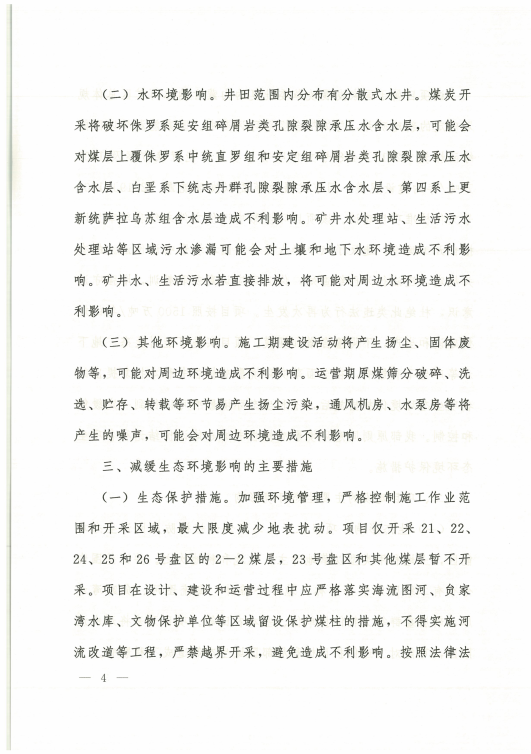 （二）水环境影响。井田范围内分布有分散式水井。煤炭开
采将破坏侏罗系延安组碎屑岩类孔隙裂隙承压水含水层，可能会
对煤层上覆侏罗系中统直罗组和安定组碎屑岩类孔隙裂隙承压水
含水层、白垩系下统志丹群孔隙裂隙承压水含水层、第四系上更
新统萨拉乌苏组含水层造成不利影响。矿井水处理站、生活污水
处理站等区域污水渗漏可能会对土壤和地下水环境造成不利影
响。矿井水、生活污水若直接排放，将可能对周边水环境造成不
利影响。
（三）其他环境影响。施工期建设活动将产生扬尘、固体废
物等，可能对周边环境造成不利影响。运营期原煤筛分破碎、洗
选、贮存、转载等环节易产生扬尘污染，通风机房、水泵房等将
产生的噪声，可能会对周边环境造成不利影响。
三、减缓生态环境影响的主要措施
（一）生态保护措施。加强环境管理，严格控制施工作业范
围和开采区域，最大限度减少地表扰动。项目仅开采 21、22、
24、25 和 26 号盘区的 2－2 煤层，23 号盘区和其他煤层暂不开
采。项目在设计、建设和运营过程中应严格落实海流图河、贠家
湾水库、文物保护单位等区域留设保护煤柱的措施，不得实施河
流改道等工程，严禁越界开采，避免造成不利影响。按照法律法
— 4 —